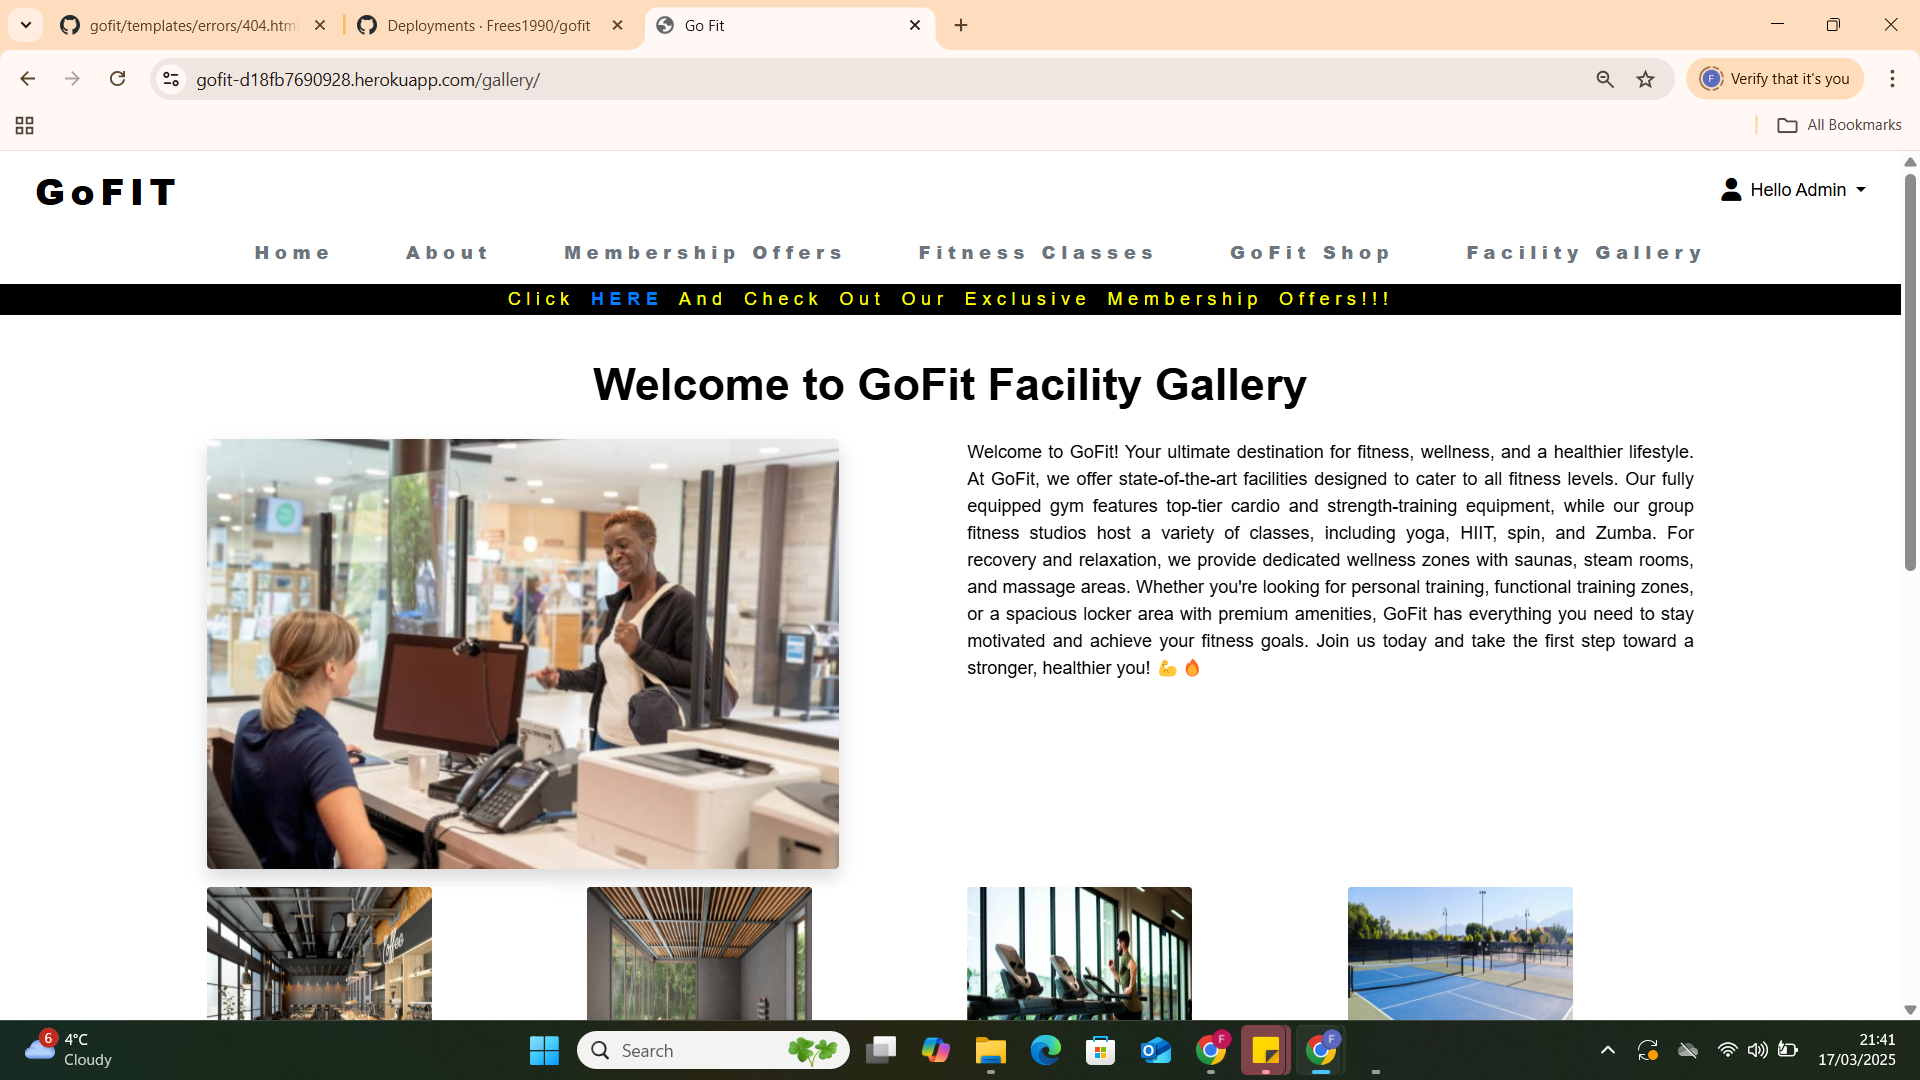 gofit/templates/errors/404.htm
Deployments · Frees1990/gofit
Go Fit
gofit-d18fb7690928.herokuapp.com/gallery/
F
Verify that it's you
All Bookmarks
GoFIT
Hello Admin
Home
About
Membership Offers
Fitness Classes
GoFit Shop
Facility Gallery
Click HERE And Check Out Our Exclusive Membership Offers!!!
Welcome to GoFit Facility Gallery
Welcome to GoFit! Your ultimate destination for fitness, wellness, and a healthier lifestyle.
At GoFit, we offer state-of-the-art facilities designed to cater to all fitness levels. Our fully
equipped gym features top-tier cardio and strength-training equipment, while our group
fitness studios host a variety of classes, including yoga, HIIT, spin, and Zumba. For
recovery and relaxation, we provide dedicated wellness zones with saunas, steam rooms,
and massage areas. Whether you're looking for personal training, functional training zones,
or a spacious locker area with premium amenities, GoFit has everything you need to stay
motivated and achieve your fitness goals. Join us today and take the first step toward a
stronger, healthier you! 💪🔥
Coffee
6
4°C
Cloudy
Search
F
F
21:41
17/03/2025